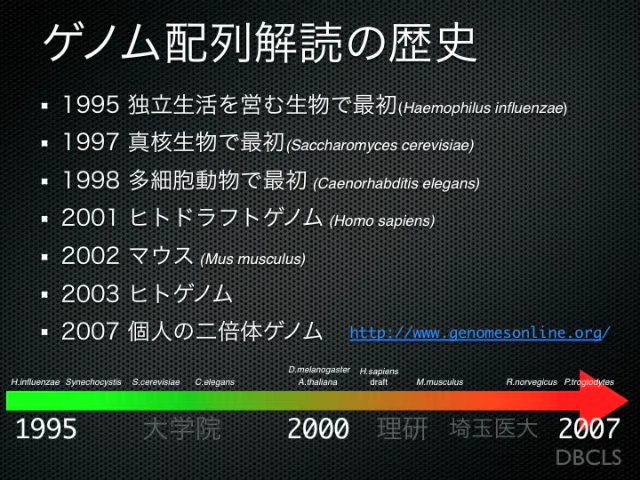 ゲノム配列解読の歴史
1995 独立生活を営む生物で最初(Haemophilus influenzae)
1997 真核生物で最初(Saccharomyces cerevisiae)
1998 多細胞動物で最初 (Caenorhabditis elegans)
2001 ヒトドラフトゲノム (Homo sapiens)
2002 マウス (Mus musculus)
2003 ヒトゲノム
2007 個人の二倍体ゲノム http://www.genomesonline.org/
D.melanogaster H.sapiens
H.influenzae Synechocystis S.cerevisiae C.elegans A.thaliana draft M.musculus R.norvegicus P.troglodytes
1995 大学院 2000 理研 埼玉医大 2007
DBCLS